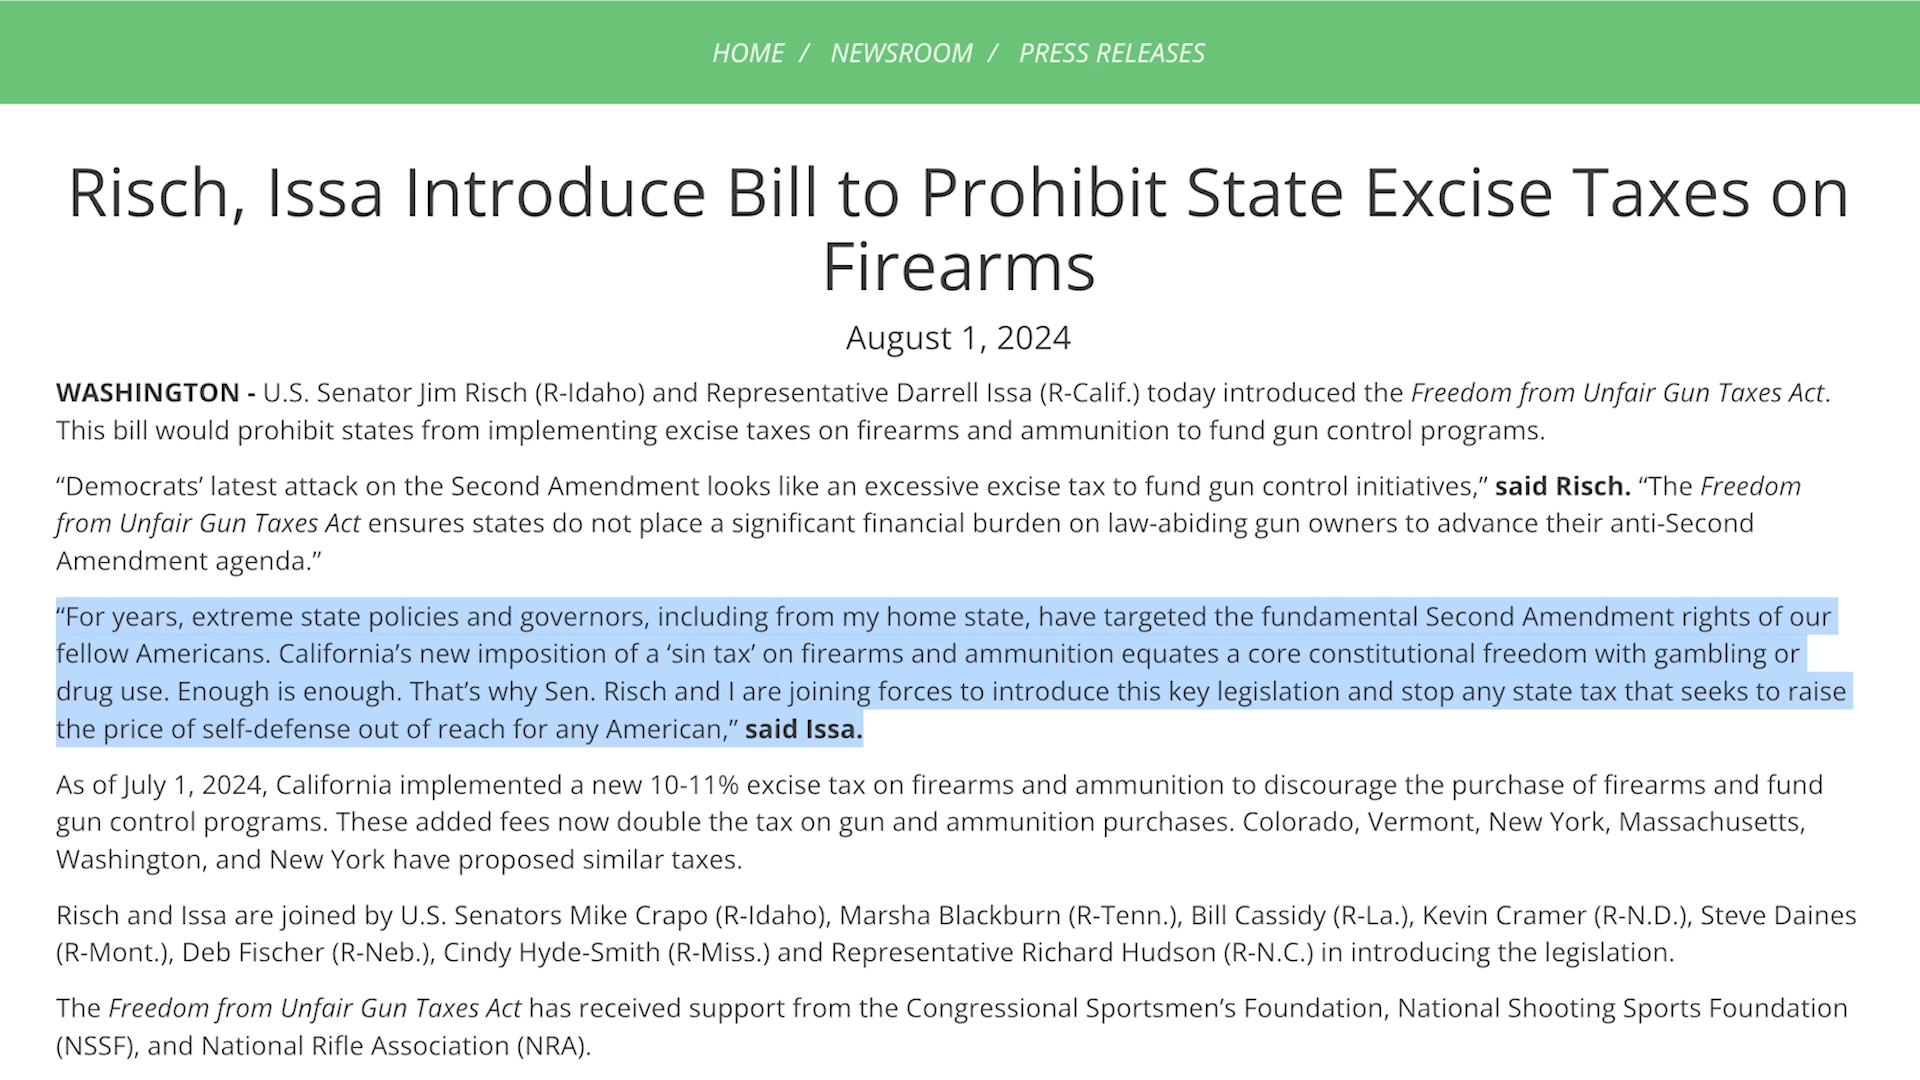 HOME / NEWSROOM / PRESS RELEASES
Risch, Issa Introduce Bill to Prohibit State Excise Taxes on
Firearms
August 1, 2024
WASHINGTON - U.S. Senator Jim Risch (R-Idaho) and Representative Darrell Issa (R-Calif.) today introduced the Freedom from Unfair Gun Taxes Act.
This bill would prohibit states from implementing excise taxes on firearms and ammunition to fund gun control programs.
“Democrats’ latest attack on the Second Amendment looks like an excessive excise tax to fund gun control initiatives,” said Risch. “The Freedom
from Unfair Gun Taxes Act ensures states do not place a significant financial burden on law-abiding gun owners to advance their anti-Second
Amendment agenda.”
“For years, extreme state policies and governors, including from my home state, have targeted the fundamental Second Amendment rights of our
fellow Americans. California’s new imposition of a ‘sin tax’ on firearms and ammunition equates a core constitutional freedom with gambling or
drug use. Enough is enough. That’s why Sen. Risch and I are joining forces to introduce this key legislation and stop any state tax that seeks to raise
the price of self-defense out of reach for any American,” said Issa.
As of July 1, 2024, California implemented a new 10-11% excise tax on firearms and ammunition to discourage the purchase of firearms and fund
gun control programs. These added fees now double the tax on gun and ammunition purchases. Colorado, Vermont, New York, Massachusetts,
Washington, and New York have proposed similar taxes.
Risch and Issa are joined by U.S. Senators Mike Crapo (R-Idaho), Marsha Blackburn (R-Tenn.), Bill Cassidy (R-La.), Kevin Cramer (R-N.D.), Steve Daines
(R-Mont.), Deb Fischer (R-Neb.), Cindy Hyde-Smith (R-Miss.) and Representative Richard Hudson (R-N.C.) in introducing the legislation.
The Freedom from Unfair Gun Taxes Act has received support from the Congressional Sportsmen’s Foundation, National Shooting Sports Foundation
(NSSF), and National Rifle Association (NRA).